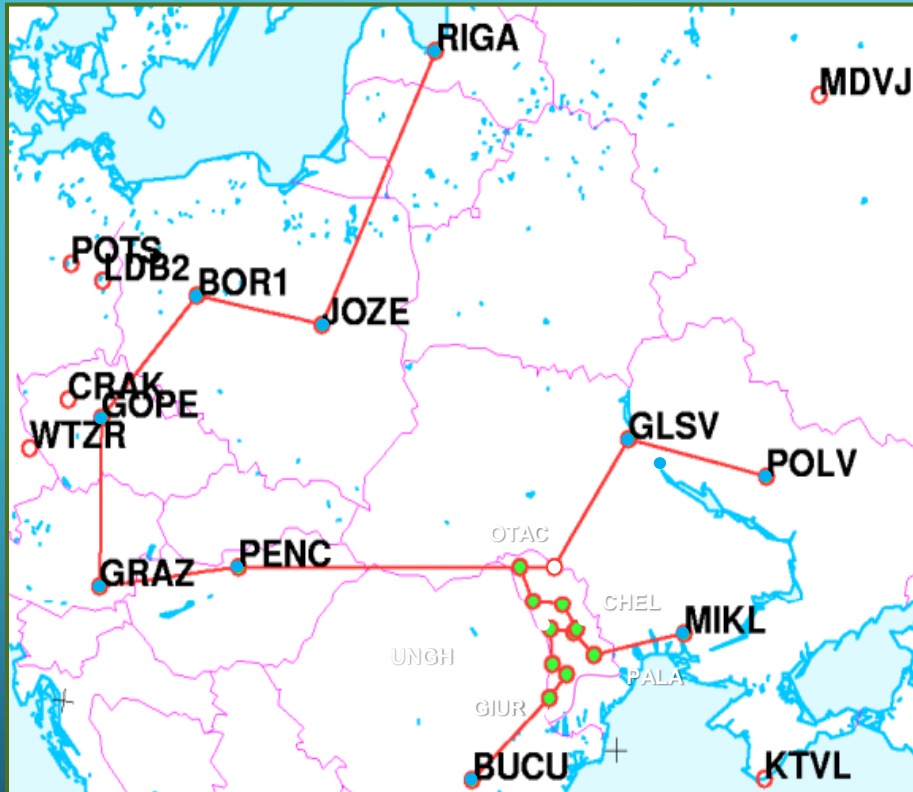 RIGA
MDVJ
POTS
LDB2
BOR1
JOZE
CRAK
GOPE
WTZR
GLSV
POLV
OTAC
PENC
GRAZ
CHEL
MIKL
UNGH
PALA
GIUR
BUCU
KTVL